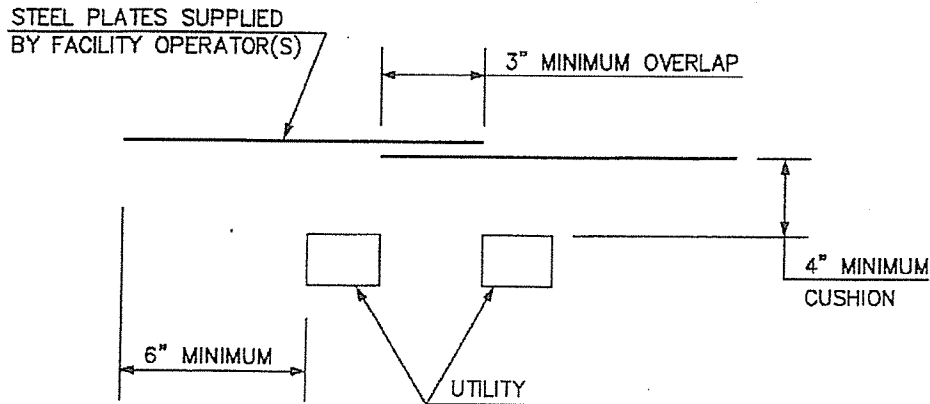 STEEL PLATES SUPPLIED
BY FACILITY OPERATOR(S)
3" MINIMUM OVERLAP
4" MINIMUM
CUSHION
6" MINIMUM
UTILITY